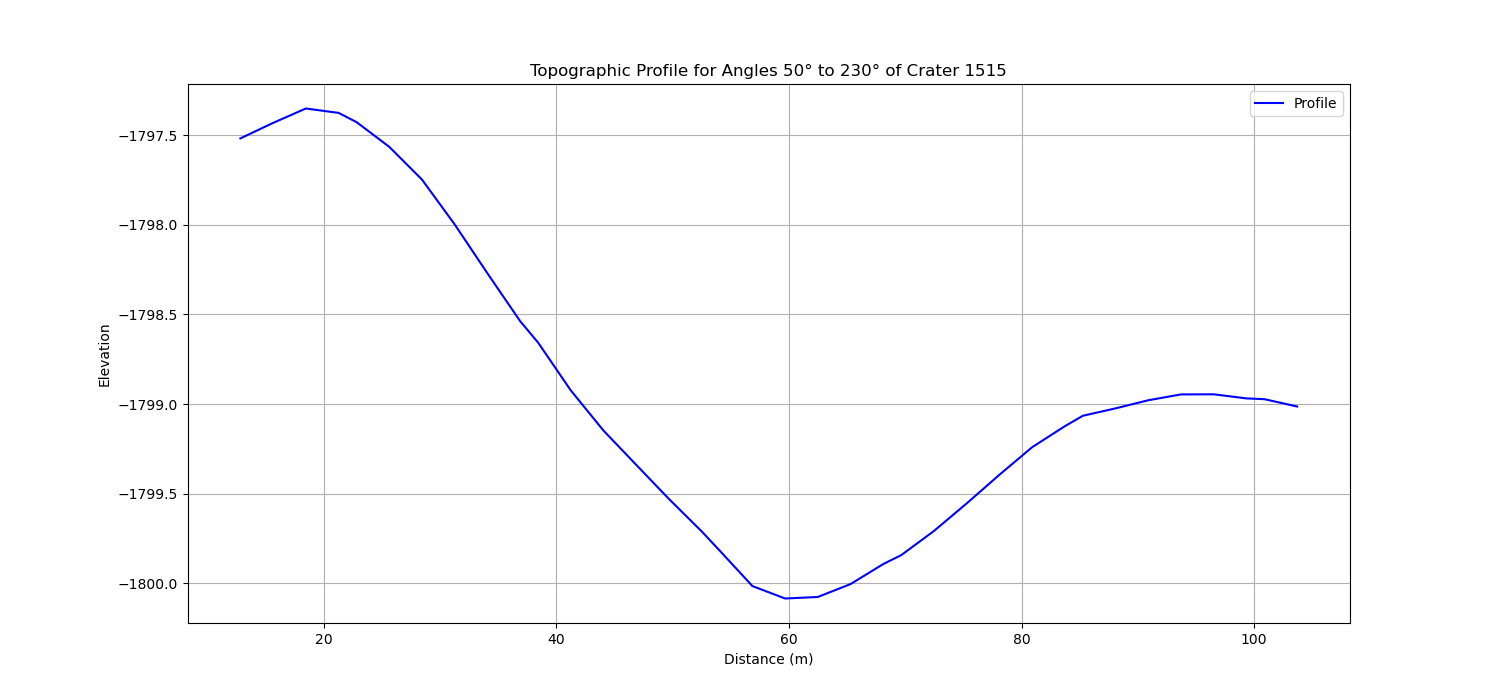 Topographic Profile for Angles 50° to 230° of Crater 1515
Profile
−1797.5
−1798.0
−1798.5
−1799.0
−1799.5
−1800.0
Elevation
20 40 60 80 100
Distance (m)